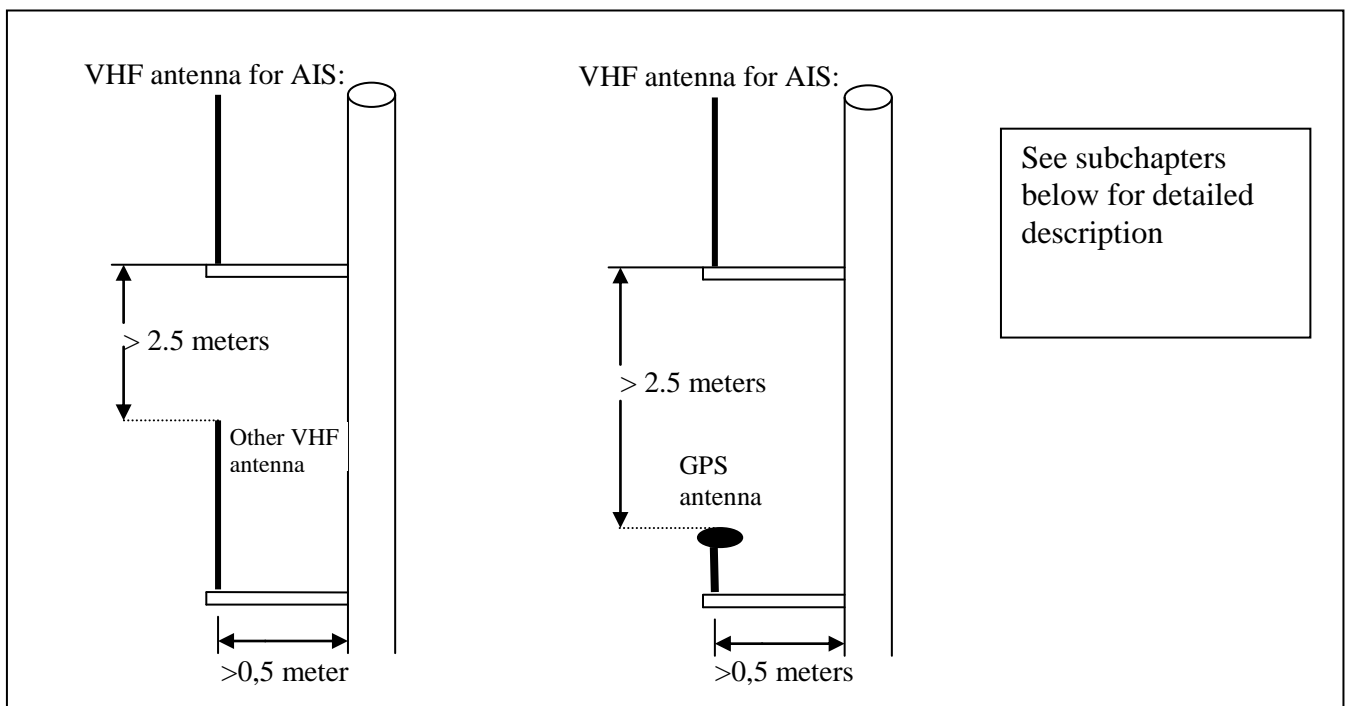 VHF antenna for AIS:
> 2.5 meters
Other VHF
antenna
>0,5 meter
VHF antenna for AIS:
> 2.5 meters
GPS
antenna
>0,5 meters
See subchapters
below for detailed
description